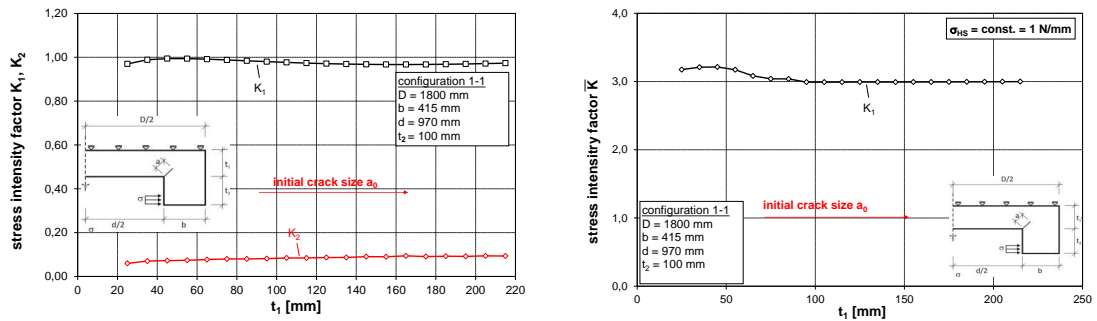 stress intensity factor K1, K2
1,20
1,00
0,80
0,60
0,40
0,20
0,00
0 20 40 60 80 100 120 140 160 180 200 220
t1 [mm]
K1
K2
configuration 1-1
D = 1800 mm
b = 415 mm
d = 970 mm
t2 = 100 mm
initial crack size a0
D/2
a
t1
σ
d/2
b
σ
stress intensitry factor K̅
4,0
3,0
2,0
1,0
0,0
0 50 100 150 200 250
t1 [mm]
σHS = const. = 1 N/mm
K1
initial crack size a0
configuration 1-1
D = 1800 mm
b = 415 mm
d = 970 mm
t2 = 100 mm
D/2
a
σ
d/2
b
σ